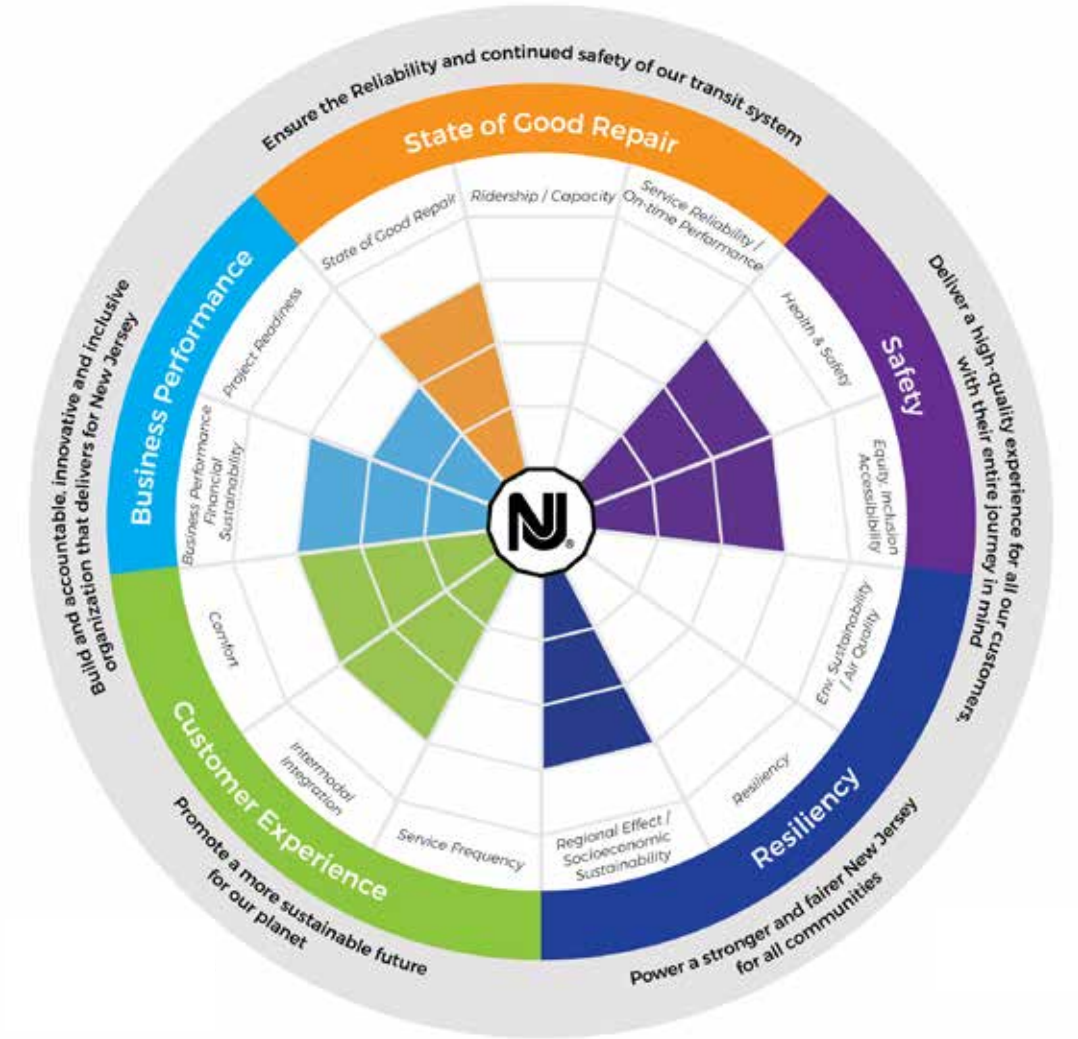 Ensure the Reliability and continued safety of our transit system
State of Good Repair
State of Good Repair
Ridership / Capacity
Service Reliability /
On-time Performance
Safety
Health & Safety
Equity, Inclusion
Accessibibility
Deliver a high-quality experience for all our customers,
with their entire journey in mind
Resiliency
Env. Sustainability
/ Air Quality
Resiliency
Regional Effect /
Socioeconomic
Sustainability
Power a stronger and fairer New Jersey
for all communities
Customer Experience
Service Frequency
Intermodal
Integration
Comfort
Promote a more sustainable future
for our planet
Business Performance
Business Performance
Financial
Sustainability
Project Readiness
Build and accountable, innovative and inclusive
organization that delivers for New Jersey
NJ
®